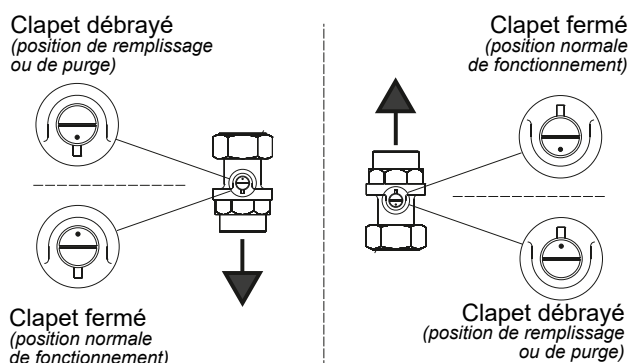 Clapet débrayé
(position de remplissage
ou de purge)
Clapet fermé
(position normale
de fonctionnement)
Clapet fermé
(position normale
de fonctionnement)
Clapet débrayé
(position de remplissage
ou de purge)